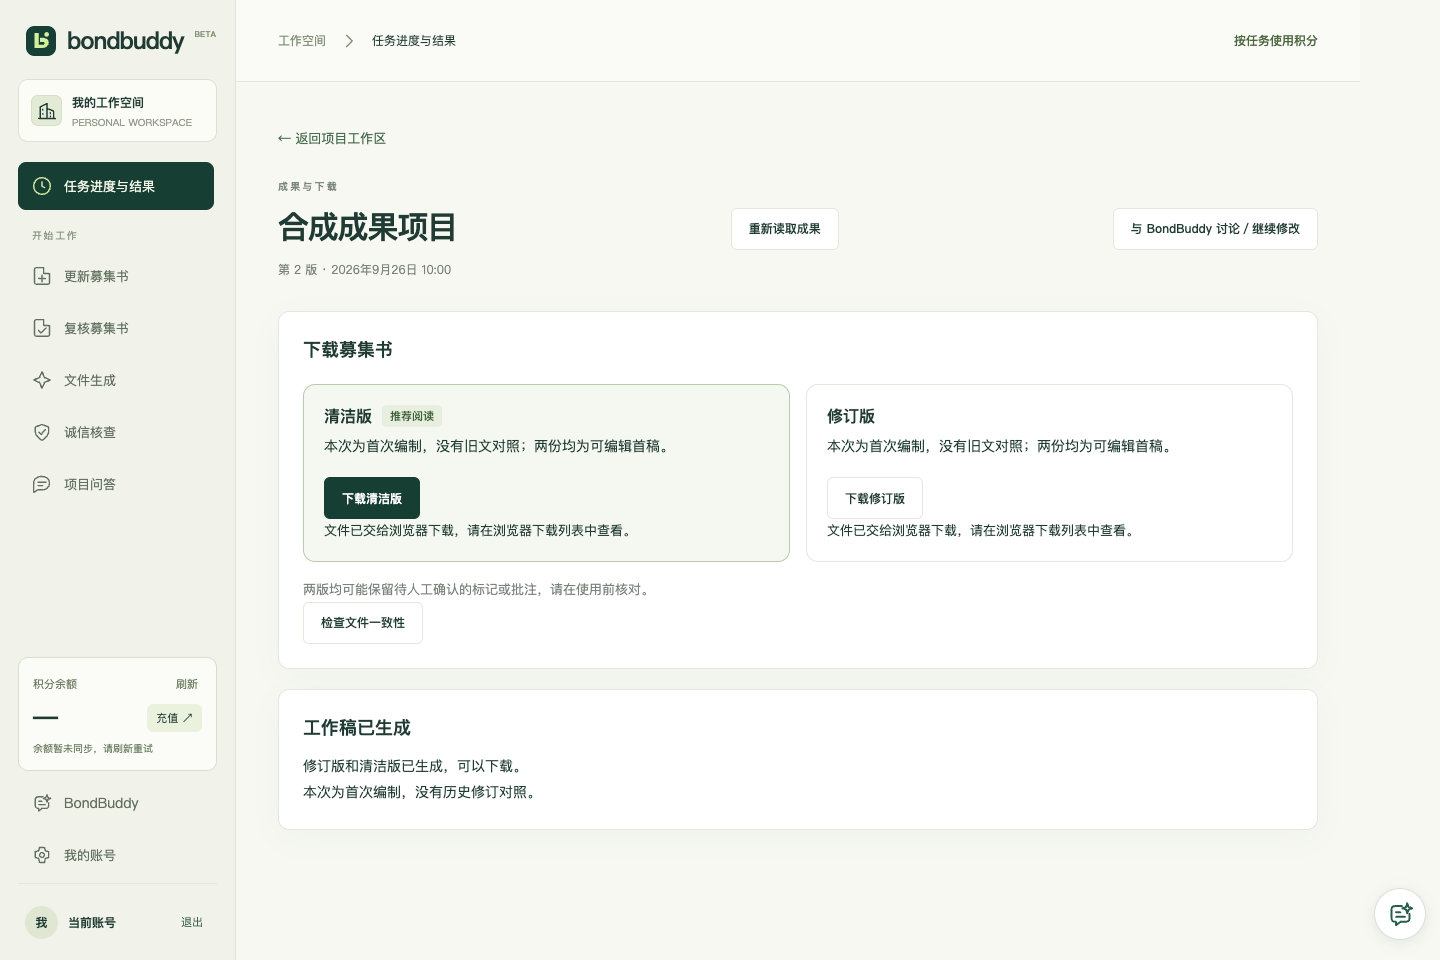 bondbuddy BETA
我的工作空间
PERSONAL WORKSPACE
任务进度与结果
开始工作
更新募集书
复核募集书
文件生成
诚信核查
项目问答
积分余额 刷新
— 充值 ↗
余额暂未同步，请刷新重试
BondBuddy
我的账号
我 当前账号 退出
工作空间 > 任务进度与结果 按任务使用积分
← 返回项目工作区
成果与下载
合成成果项目 重新读取成果 与 BondBuddy 讨论 / 继续修改
第 2 版 · 2026年9月26日 10:00
下载募集书
清洁版 推荐阅读
本次为首次编制，没有旧文对照；两份均为可编辑首稿。
下载清洁版
文件已交给浏览器下载，请在浏览器下载列表中查看。
修订版
本次为首次编制，没有旧文对照；两份均为可编辑首稿。
下载修订版
文件已交给浏览器下载，请在浏览器下载列表中查看。
两版均可能保留待人工确认的标记或批注，请在使用前核对。
检查文件一致性
工作稿已生成
修订版和清洁版已生成，可以下载。
本次为首次编制，没有历史修订对照。